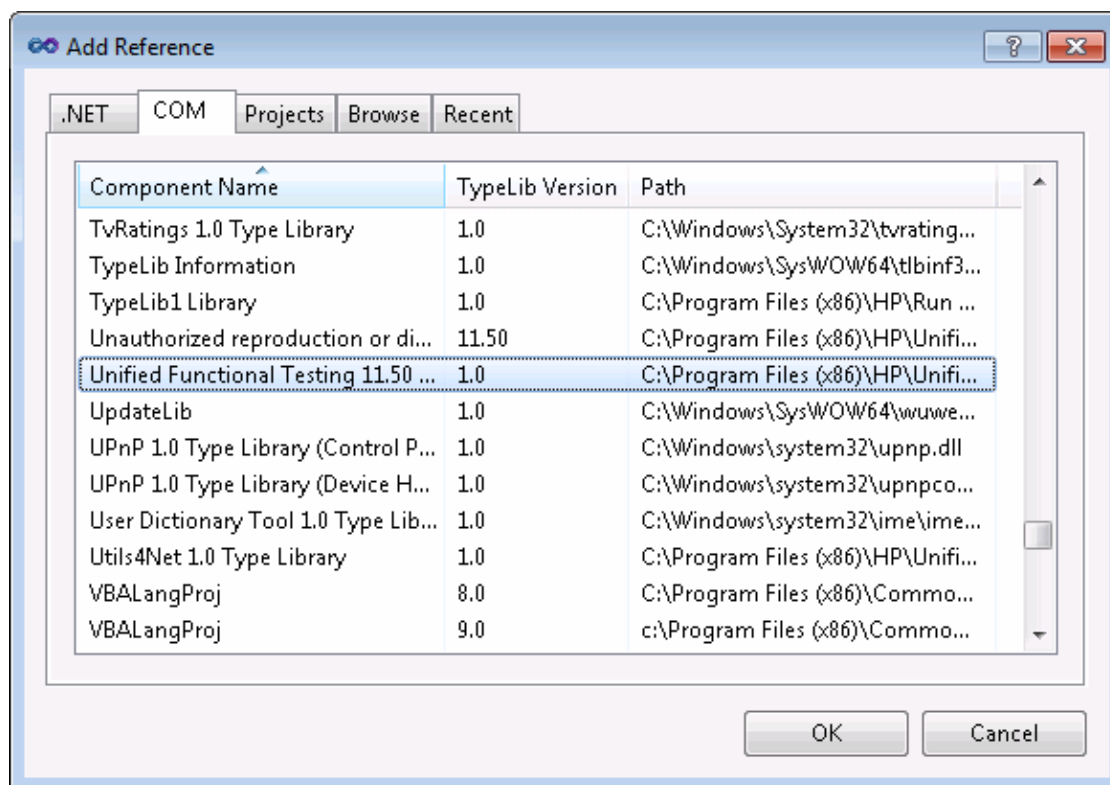 Add Reference
.NET COM Projects Browse Recent
Component Name TypeLib Version Path
TvRatings 1.0 Type Library 1.0 C:\Windows\System32\tvrating...
TypeLib Information 1.0 C:\Windows\SysWOW64\tlbinf3...
TypeLib1 Library 1.0 C:\Program Files (x86)\HP\Run ...
Unauthorized reproduction or di... 11.50 C:\Program Files (x86)\HP\Unifi...
Unified Functional Testing 11.50 ... 1.0 C:\Program Files (x86)\HP\Unifi...
UpdateLib 1.0 C:\Windows\SysWOW64\wuwe...
UPnP 1.0 Type Library (Control P... 1.0 C:\Windows\system32\upnp.dll
UPnP 1.0 Type Library (Device H... 1.0 C:\Windows\system32\upnpco...
User Dictionary Tool 1.0 Type Lib... 1.0 C:\Windows\system32\ime\ime...
Utils4Net 1.0 Type Library 1.0 C:\Program Files (x86)\HP\Unifi...
VBALangProj 8.0 C:\Program Files (x86)\Commo...
VBALangProj 9.0 c:\Program Files (x86)\Commo...
OK Cancel